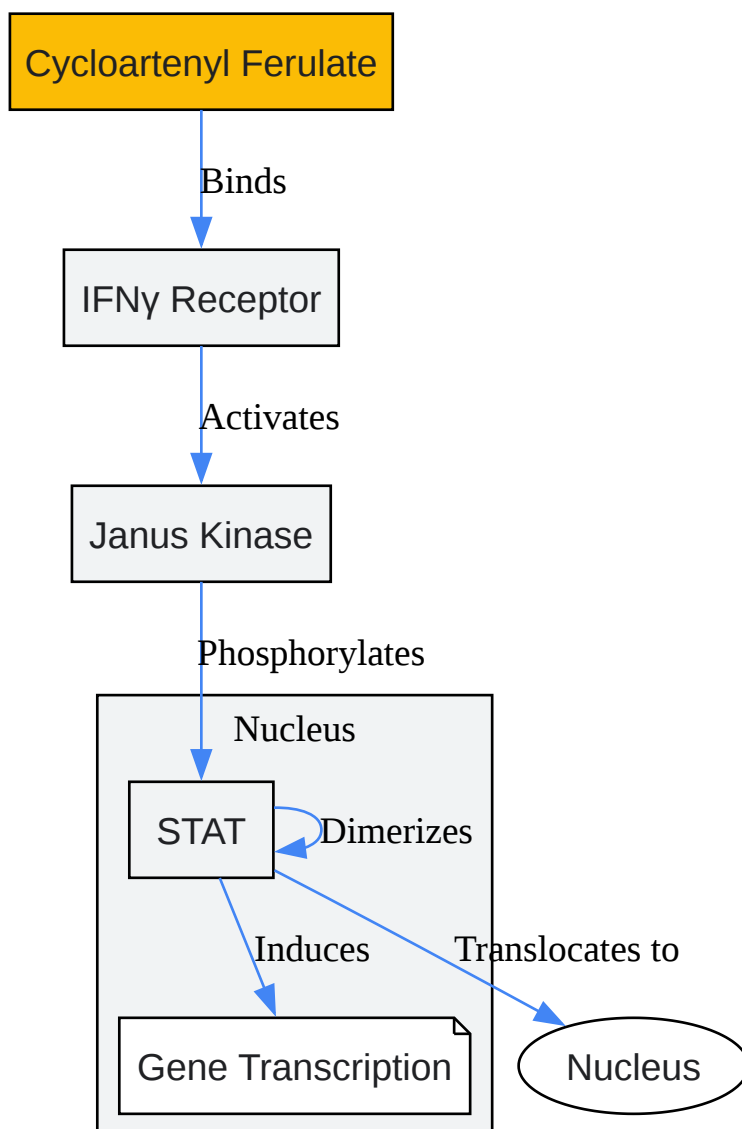 Cycloartenyl Ferulate
Binds
IFNγ Receptor
Activates
Janus Kinase
Phosphorylates
Nucleus
STAT
Dimerizes
Induces
Translocates to
Gene Transcription
Nucleus